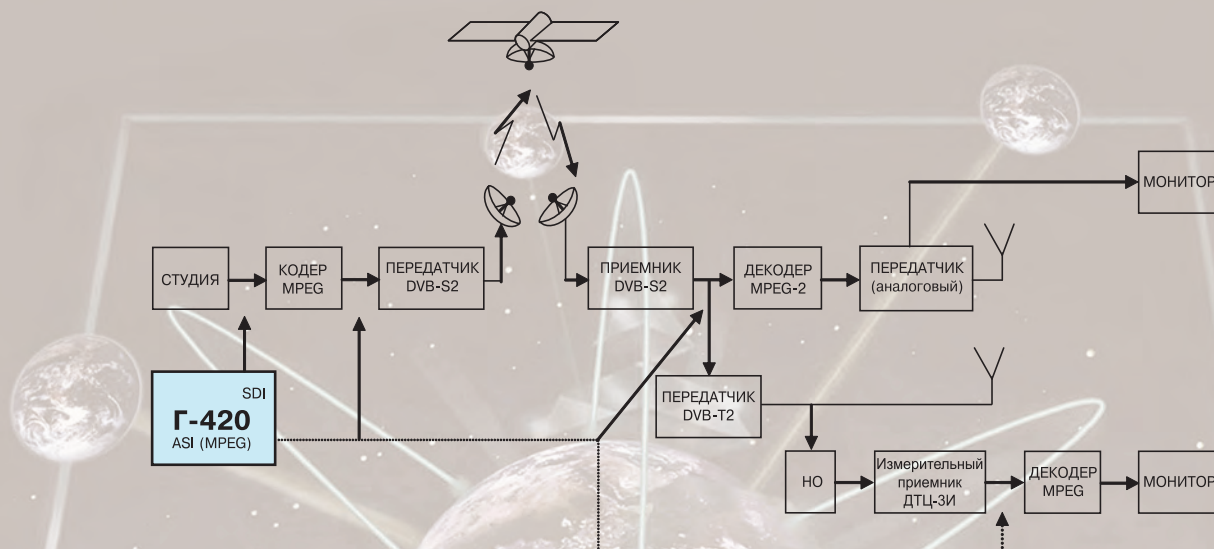 МОНИТОР
СТУДИЯ
КОДЕР
MPEG
ПЕРЕДАТЧИК
DVB-S2
ПРИЕМНИК
DVB-S2
ДЕКОДЕР
MPEG-2
ПЕРЕДАТЧИК
(аналоговый)
SDI
Г-420
ASI (MPEG)
ПЕРЕДАТЧИК
DVB-T2
НО
Измерительный
приемник
ДТЦ-3И
ДЕКОДЕР
MPEG
МОНИТОР